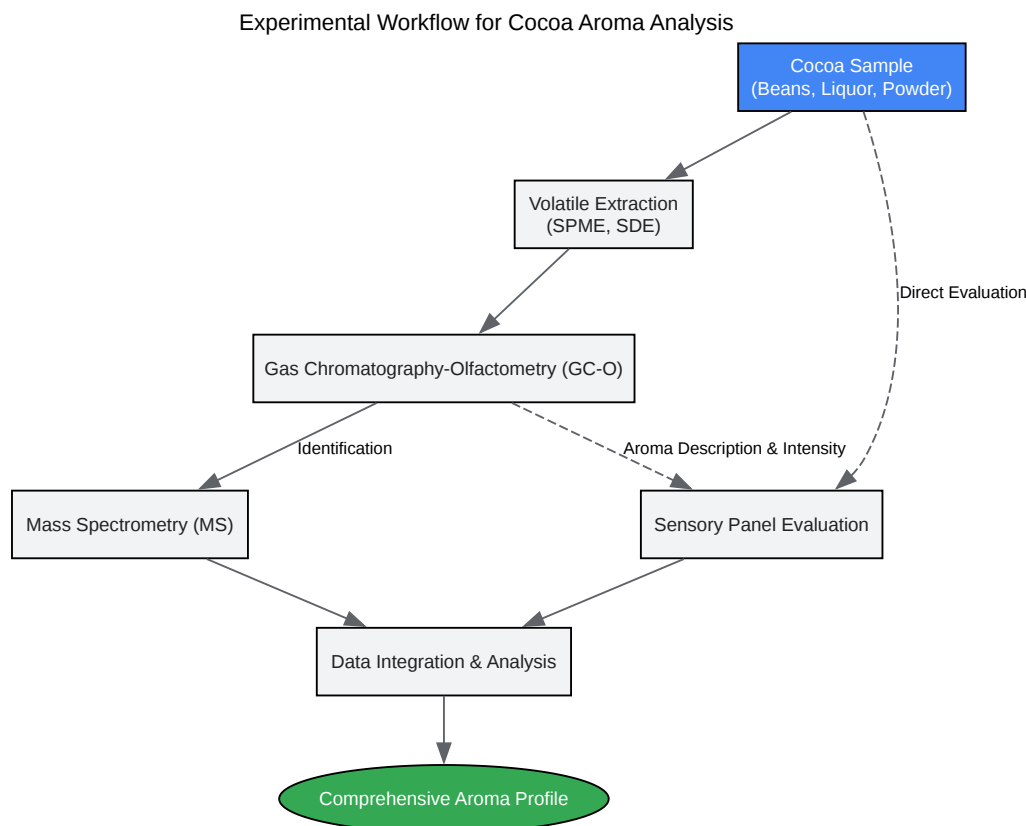 Experimental Workflow for Cocoa Aroma Analysis
Cocoa Sample
(Beans, Liquor, Powder)
Volatile Extraction
(SPME, SDE)
Direct Evaluation
Gas Chromatography-Olfactometry (GC-O)
Identification
Aroma Description & Intensity
Mass Spectrometry (MS)
Sensory Panel Evaluation
Data Integration & Analysis
Comprehensive Aroma Profile